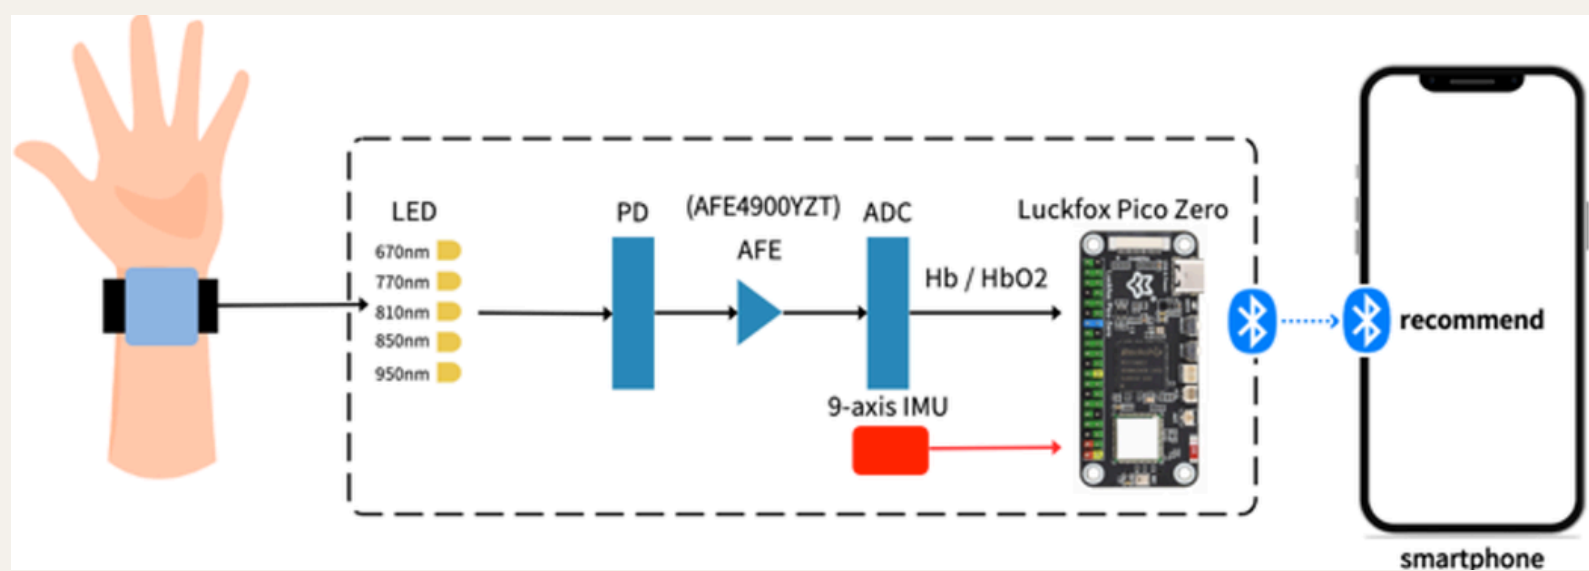 LED
670nm
770nm
810nm
850nm
950nm
PD
(AFE4900YZT)
AFE
ADC
Hb / HbO2
9-axis IMU
Luckfox Pico Zero
recommend
smartphone